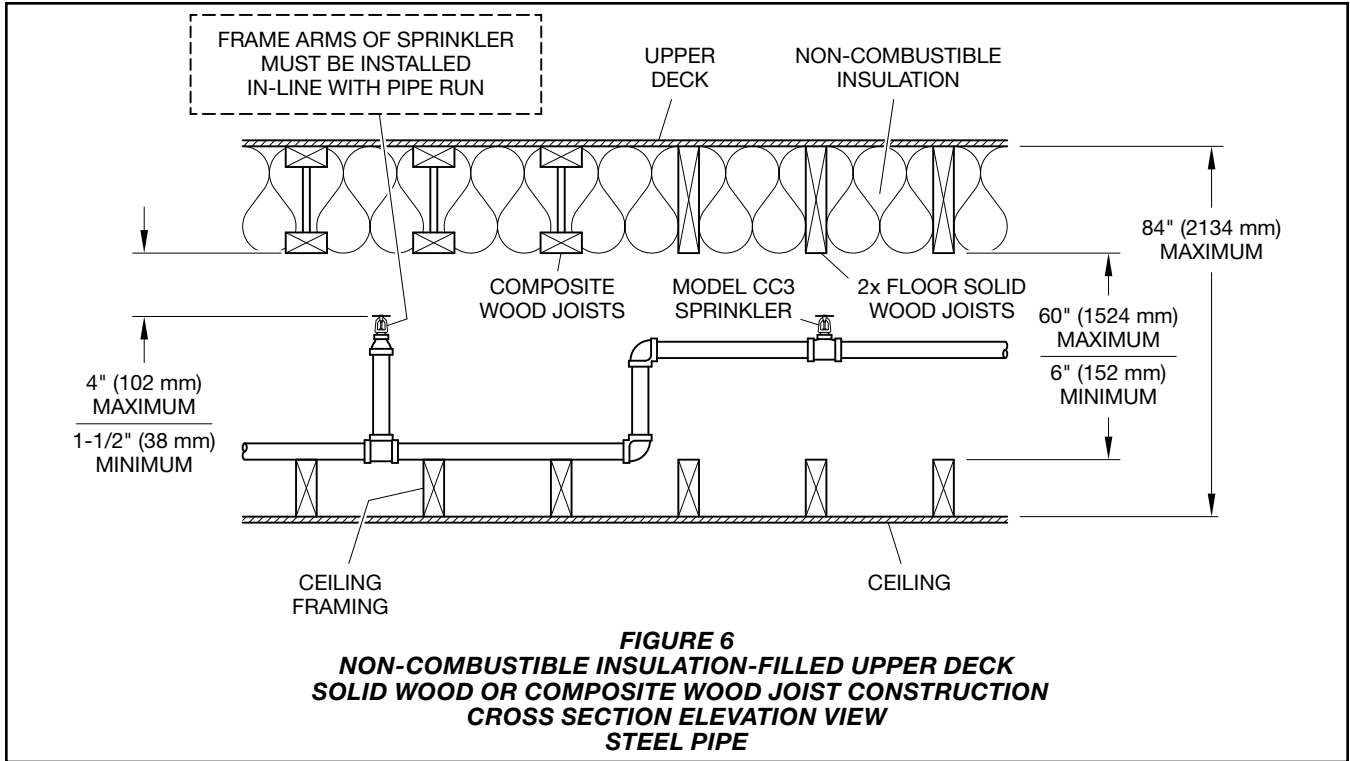 FRAME ARMS OF SPRINKLER
MUST BE INSTALLED
IN-LINE WITH PIPE RUN
UPPER
DECK
NON-COMBUSTIBLE
INSULATION
84" (2134 mm)
MAXIMUM
COMPOSITE
WOOD JOISTS
MODEL CC3
SPRINKLER
2x FLOOR SOLID
WOOD JOISTS
60" (1524 mm)
MAXIMUM
6" (152 mm)
MINIMUM
4" (102 mm)
MAXIMUM
1-1/2" (38 mm)
MINIMUM
CEILING
FRAMING
CEILING
FIGURE 6
NON-COMBUSTIBLE INSULATION-FILLED UPPER DECK
SOLID WOOD OR COMPOSITE WOOD JOIST CONSTRUCTION
CROSS SECTION ELEVATION VIEW
STEEL PIPE